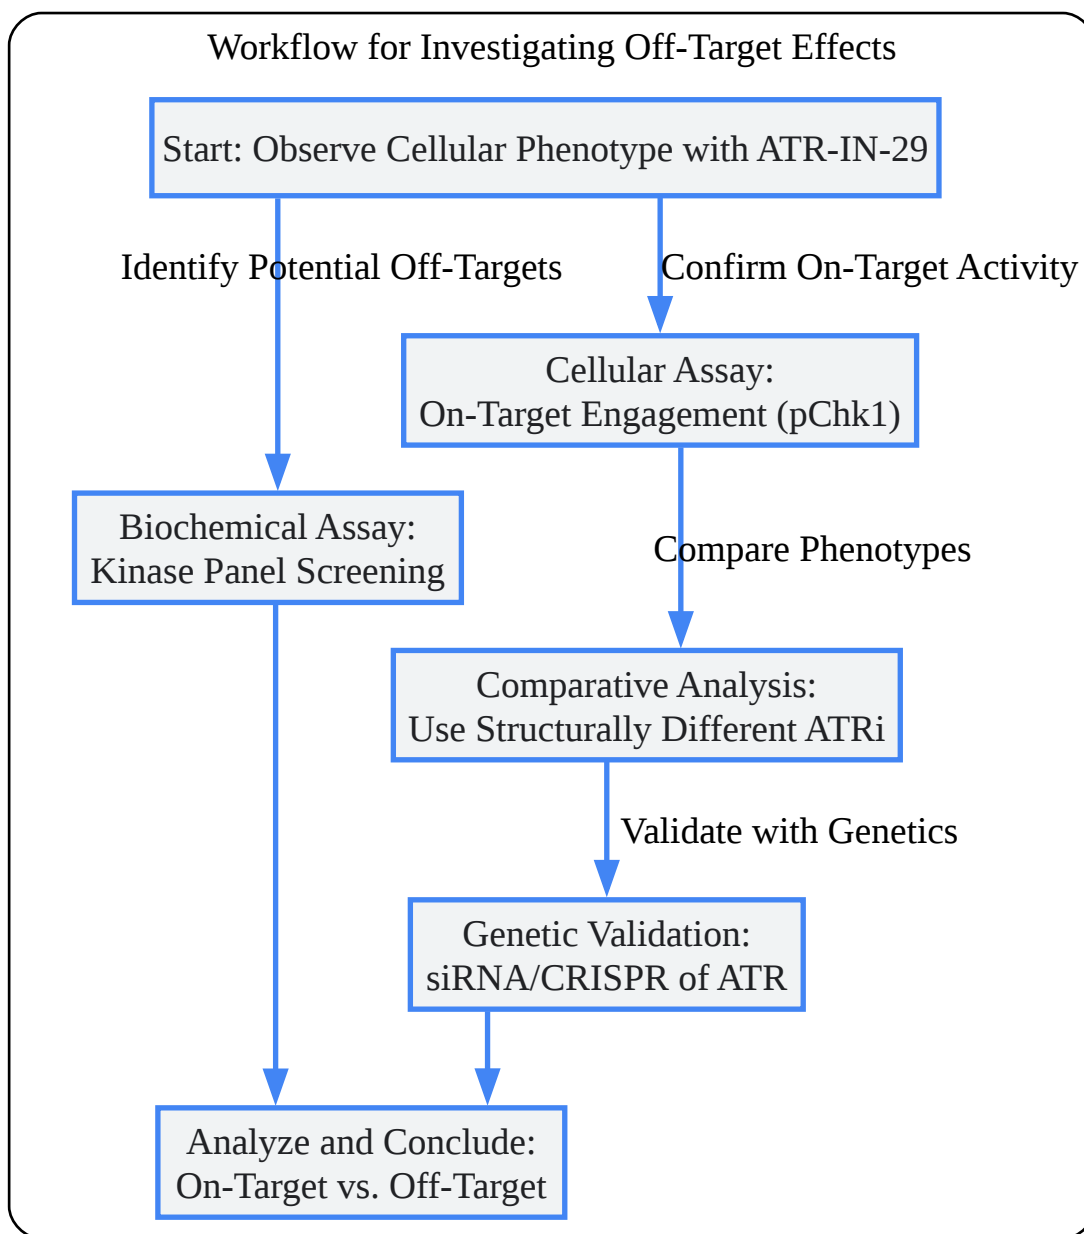 Workflow for Investigating Off-Target Effects
Start: Observe Cellular Phenotype with ATR-IN-29
Identify Potential Off-Targets
Confirm On-Target Activity
Cellular Assay:
On-Target Engagement (pChk1)
Biochemical Assay:
Kinase Panel Screening
Compare Phenotypes
Comparative Analysis:
Use Structurally Different ATRi
Validate with Genetics
Genetic Validation:
siRNA/CRISPR of ATR
Analyze and Conclude:
On-Target vs. Off-Target